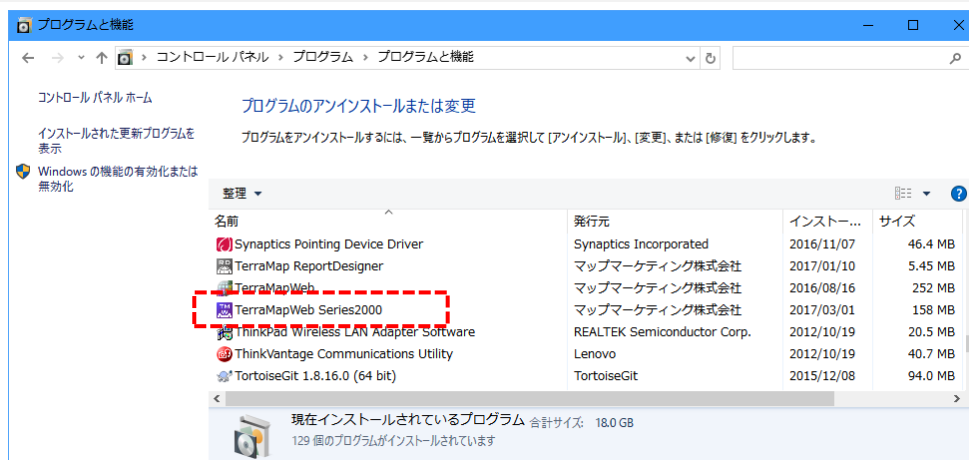 プログラムと機能
コントロール パネル › プログラム › プログラムと機能
コントロール パネル ホーム
インストールされた更新プログラムを
表示
Windows の機能の有効化または
無効化
プログラムのアンインストールまたは変更
プログラムをアンインストールするには、一覧からプログラムを選択して [アンインストール]、[変更]、または [修復] をクリックします。
整理
名前 発行元 インストー... サイズ
Synaptics Pointing Device Driver Synaptics Incorporated 2016/11/07 46.4 MB
TerraMap ReportDesigner マップマーケティング株式会社 2017/01/10 5.45 MB
TerraMapWeb マップマーケティング株式会社 2016/08/16 252 MB
TerraMapWeb Series2000 マップマーケティング株式会社 2017/03/01 158 MB
ThinkPad Wireless LAN Adapter Software REALTEK Semiconductor Corp. 2012/10/19 20.5 MB
ThinkVantage Communications Utility Lenovo 2012/10/19 40.7 MB
TortoiseGit 1.8.16.0 (64 bit) TortoiseGit 2015/12/08 94.0 MB
現在インストールされているプログラム 合計サイズ: 18.0 GB
129 個のプログラムがインストールされています